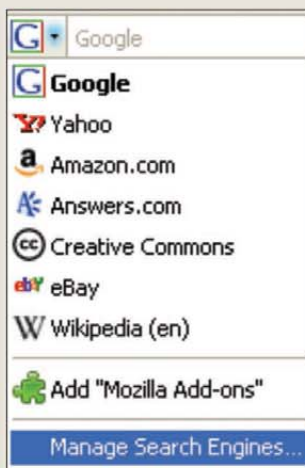 Google
Google
Yahoo
Amazon.com
Answers.com
Creative Commons
eBay
Wikipedia (en)
Add "Mozilla Add-ons"
Manage Search Engines...